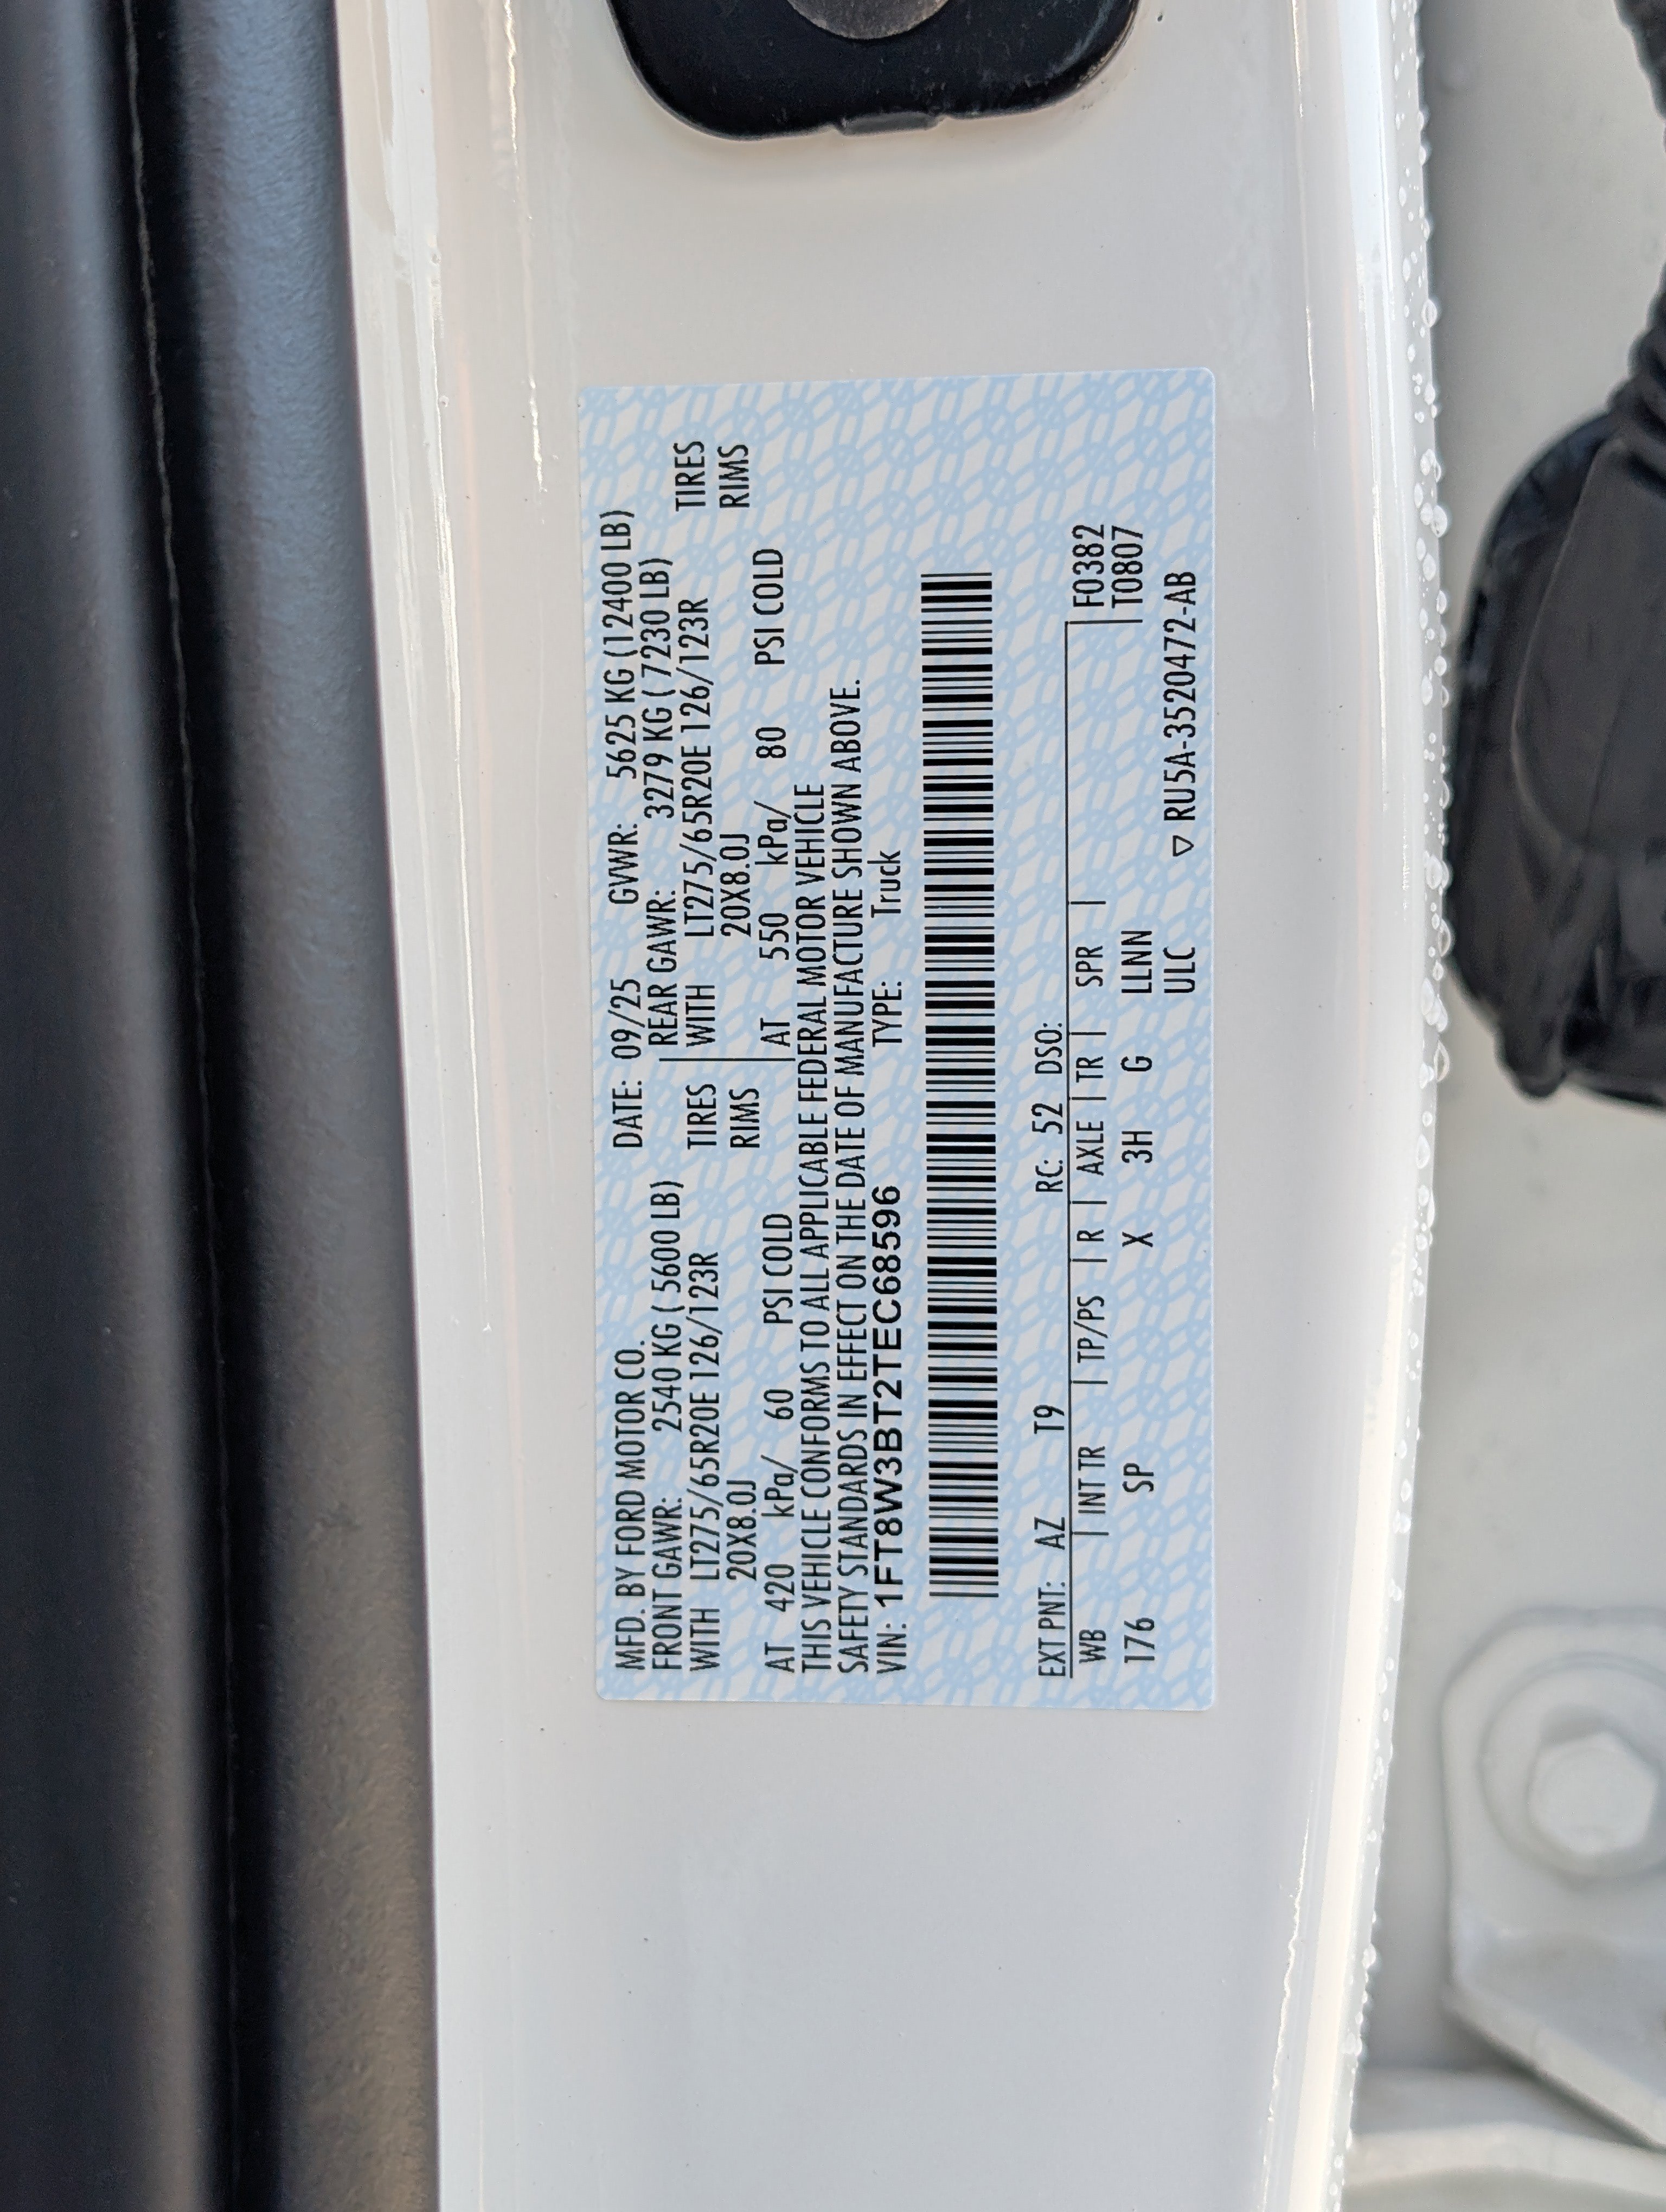 MFD. BY FORD MOTOR CO. DATE: 09/25 GVWR: 5625 KG (12400 LB)
FRONT GAWR: 2540 KG ( 5600 LB) REAR GAWR: 3279 KG ( 7230 LB)
WITH LT275/65R20E 126/123R TIRES WITH LT275/65R20E 126/123R TIRES
20X8.0J RIMS 20X8.0J RIMS
AT 420 kPa/ 60 PSI COLD AT 550 kPa/ 80 PSI COLD
THIS VEHICLE CONFORMS TO ALL APPLICABLE FEDERAL MOTOR VEHICLE
SAFETY STANDARDS IN EFFECT ON THE DATE OF MANUFACTURE SHOWN ABOVE.
VIN: 1FT8W3BT2TEC68596 TYPE: Truck
EXT PNT: AZ T9 RC: 52 DSO:
WB | INT TR | TP/PS | R | AXLE | TR | SPR | F0382
176 SP X 3H G LLNN T0807
ULC ▽ RU5A-3520472-AB